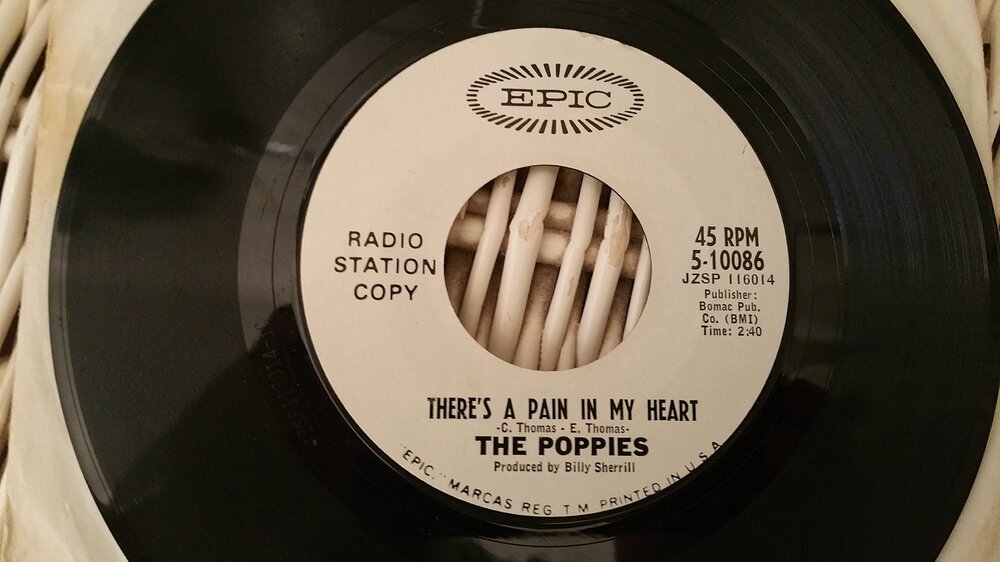 EPIC
RADIO
STATION
COPY
45 RPM
5-10086
JZSP 116014
Publisher:
Bomac Pub.
Co. (BMI)
Time: 2:40
THERE'S A PAIN IN MY HEART
-C. Thomas - E. Thomas-
THE POPPIES
Produced by Billy Sherrill
"EPIC," MARCAS REG T M PRINTED IN U S A